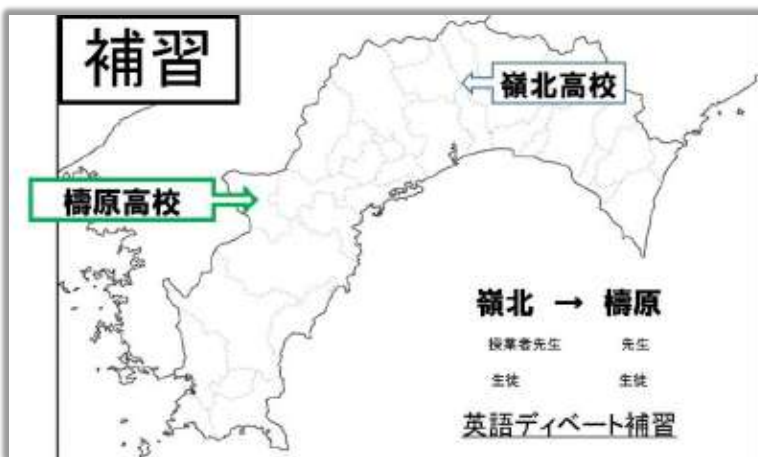 補習
嶺北高校
檮原高校
嶺北 → 檮原
授業者先生 先生
生徒 生徒
英語ディベート補習